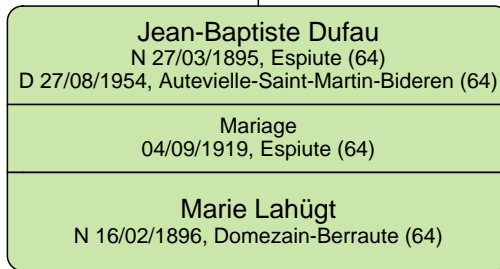 Jean-Baptiste Dufau
N 27/03/1895, Espiute (64)
D 27/08/1954, Autevielle-Saint-Martin-Bideren (64)
Mariage
04/09/1919, Espiute (64)
Marie Lahügt
N 16/02/1896, Domezain-Berraute (64)